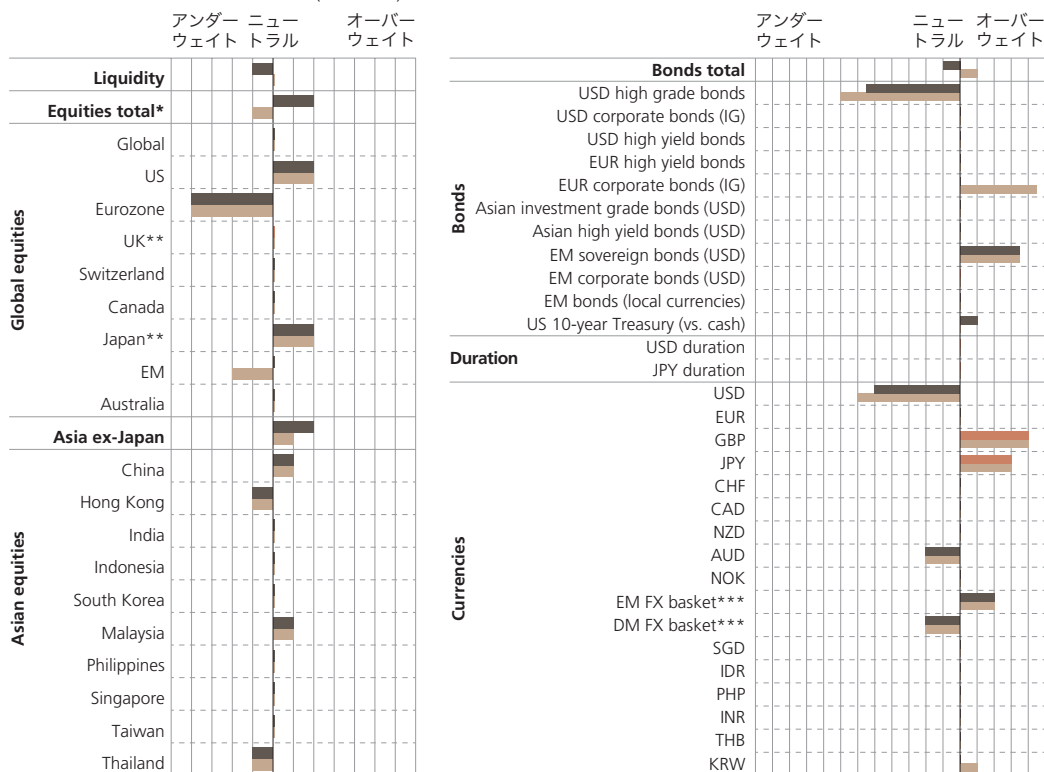 アンダー ニュー オーバー
ウェイト トラル ウェイト
Liquidity
Equities total*
Global equities
Global
US
Eurozone
UK**
Switzerland
Canada
Japan**
EM
Australia
Asia ex-Japan
Asian equities
China
Hong Kong
India
Indonesia
South Korea
Malaysia
Philippines
Singapore
Taiwan
Thailand
アンダー ニュー オーバー
ウェイト トラル ウェイト
Bonds total
Bonds
USD high grade bonds
USD corporate bonds (IG)
USD high yield bonds
EUR high yield bonds
EUR corporate bonds (IG)
Asian investment grade bonds (USD)
Asian high yield bonds (USD)
EM sovereign bonds (USD)
EM corporate bonds (USD)
EM bonds (local currencies)
US 10-year Treasury (vs. cash)
Duration
USD duration
JPY duration
Currencies
USD
EUR
GBP
JPY
CHF
CAD
NZD
AUD
NOK
EM FX basket***
DM FX basket***
SGD
IDR
PHP
INR
THB
KRW